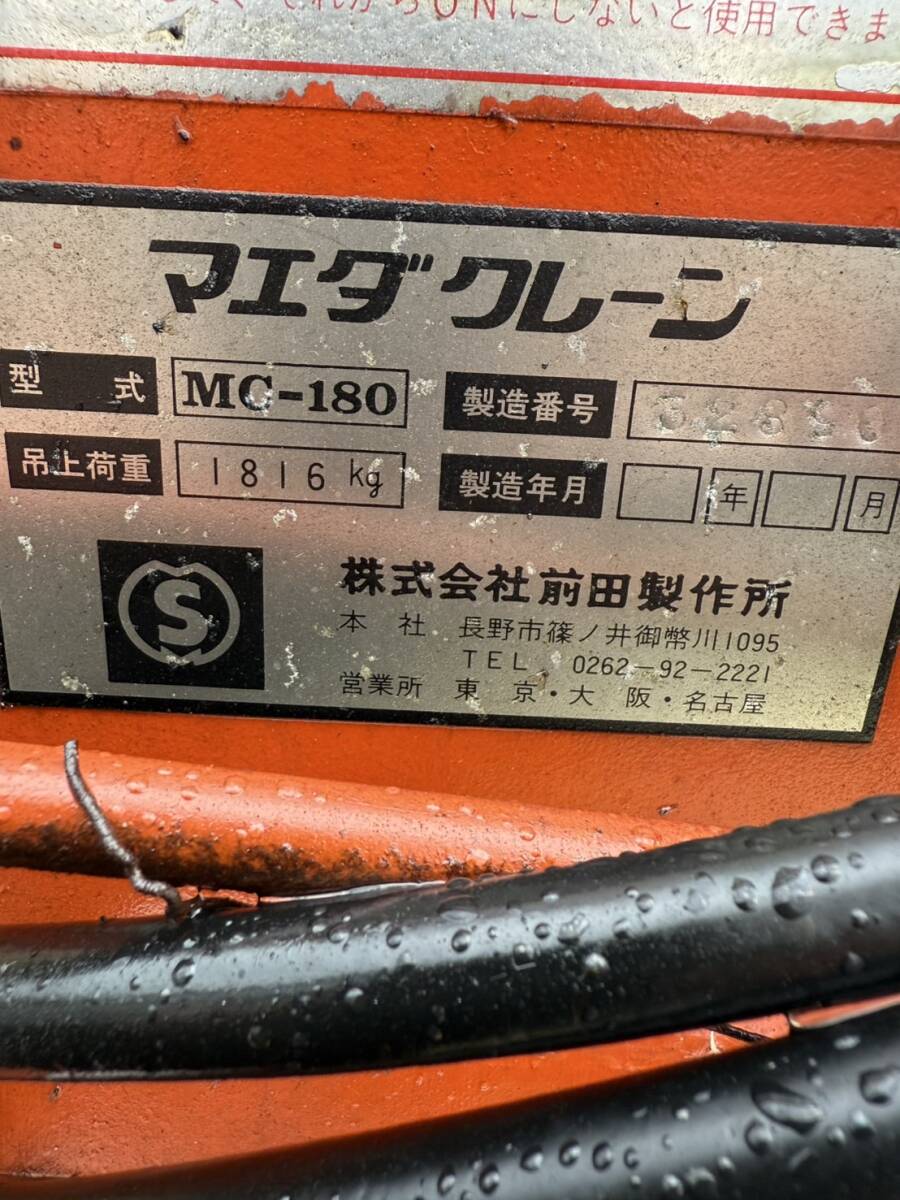 それからONにしないと使用できま
マエダクレーン
型式 MC-180 製造番号
吊上荷重 1816kg 製造年月 年 月
S
株式会社前田製作所
本社 長野市篠ノ井御幣川1095
TEL 0262-92-2221
営業所 東京・大阪・名古屋